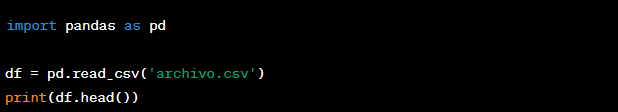 import pandas as pd
df = pd.read_csv('archivo.csv')
print(df.head())